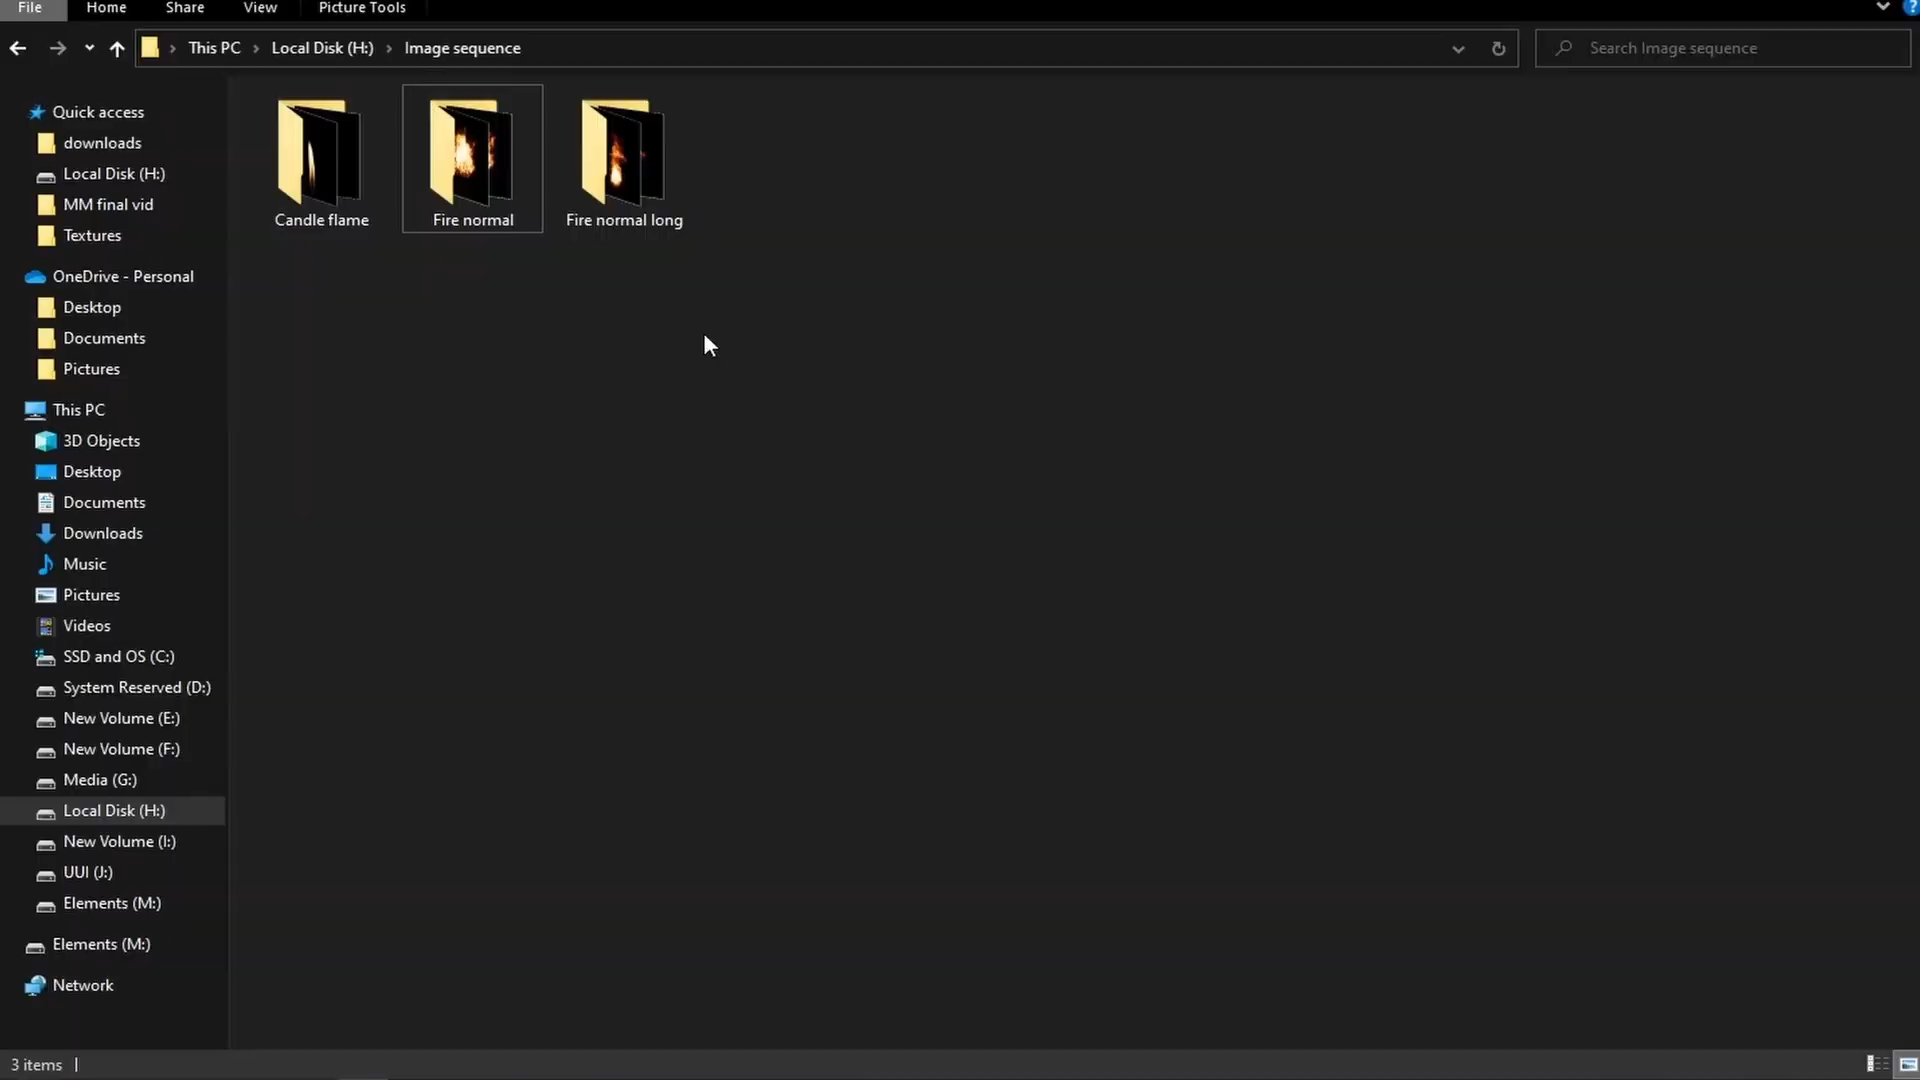 File Home Share View Picture Tools
?
This PC Local Disk (H:) Image sequence
Search Image sequence
Quick access
downloads
Local Disk (H:)
MM final vid
Textures
OneDrive - Personal
Desktop
Documents
Pictures
This PC
3D Objects
Desktop
Documents
Downloads
Music
Pictures
Videos
SSD and OS (C:)
System Reserved (D:)
New Volume (E:)
New Volume (F:)
Media (G:)
Local Disk (H:)
New Volume (I:)
UUI (J:)
Elements (M:)
Elements (M:)
Network
Candle flame
Fire normal
Fire normal long
3 items